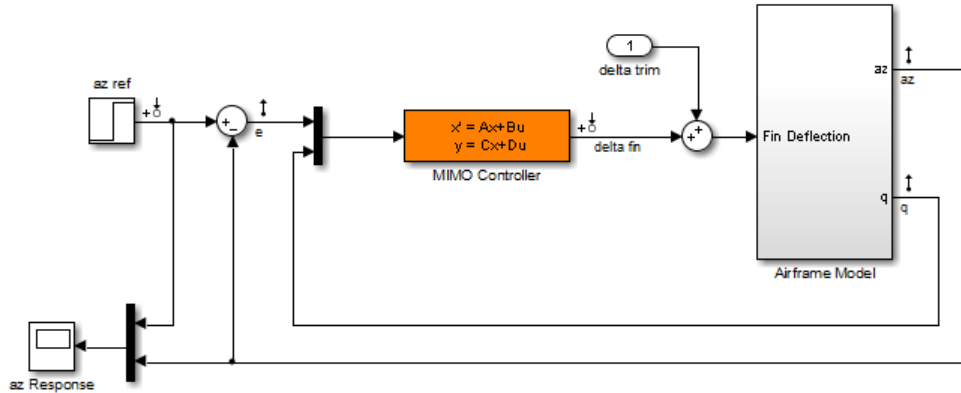 1
delta trim
az ref
az
az
+
+
−
e
x' = Ax+Bu
y = Cx+Du
MIMO Controller
+
delta fin
+
+
Fin Deflection
q
q
Airframe Model
az Response